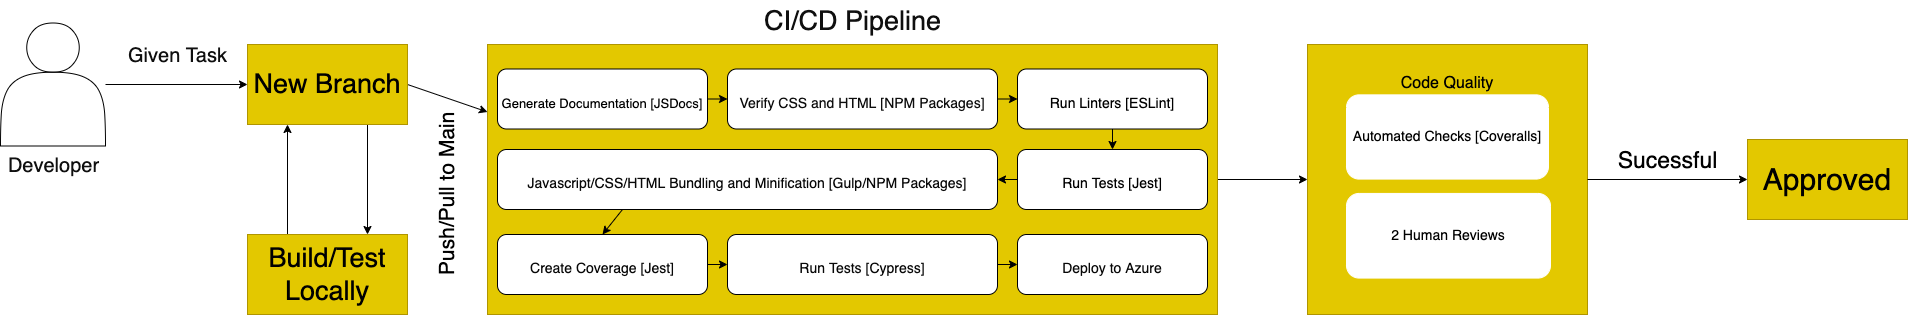 CI/CD Pipeline
Given Task
New Branch
Developer
Build/Test
Locally
Push/Pull to Main
Generate Documentation [JSDocs]
Verify CSS and HTML [NPM Packages]
Run Linters [ESLint]
Javascript/CSS/HTML Bundling and Minification [Gulp/NPM Packages]
Run Tests [Jest]
Create Coverage [Jest]
Run Tests [Cypress]
Deploy to Azure
Code Quality
Automated Checks [Coveralls]
2 Human Reviews
Sucessful
Approved